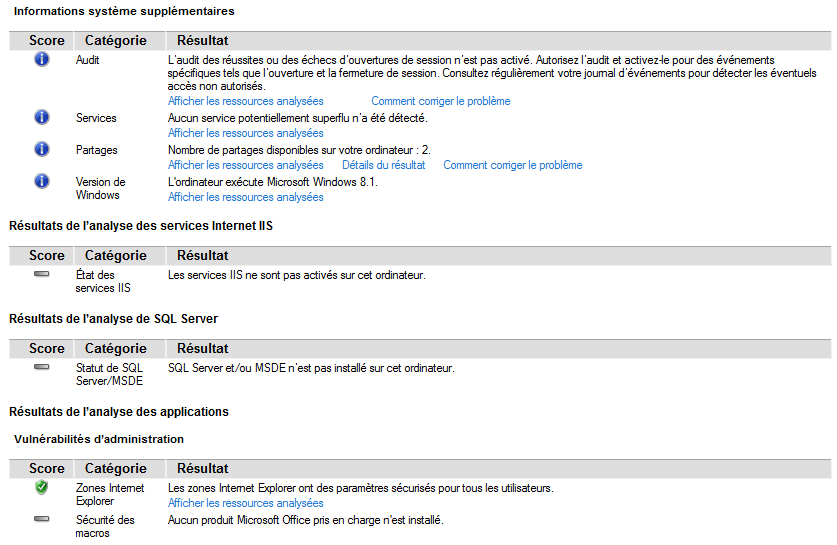 Informations système supplémentaires
Score Catégorie Résultat
Audit L'audit des réussites ou des échecs d'ouvertures de session n'est pas activé. Autorisez l'audit et activez-le pour des événements
spécifiques tels que l'ouverture et la fermeture de session. Consultez régulièrement votre journal d'événements pour détecter les éventuels
accès non autorisés.
Afficher les ressources analysées Comment corriger le problème
Services Aucun service potentiellement superflu n'a été détecté.
Afficher les ressources analysées
Partages Nombre de partages disponibles sur votre ordinateur : 2.
Afficher les ressources analysées Détails du résultat Comment corriger le problème
Version de Windows L'ordinateur exécute Microsoft Windows 8.1.
Afficher les ressources analysées
Résultats de l'analyse des services Internet IIS
Score Catégorie Résultat
État des services IIS Les services IIS ne sont pas activés sur cet ordinateur.
Résultats de l'analyse de SQL Server
Score Catégorie Résultat
Statut de SQL Server/MSDE SQL Server et/ou MSDE n'est pas installé sur cet ordinateur.
Résultats de l'analyse des applications
Vulnérabilités d'administration
Score Catégorie Résultat
Zones Internet Explorer Les zones Internet Explorer ont des paramètres sécurisés pour tous les utilisateurs.
Afficher les ressources analysées
Sécurité des macros Aucun produit Microsoft Office pris en charge n'est installé.